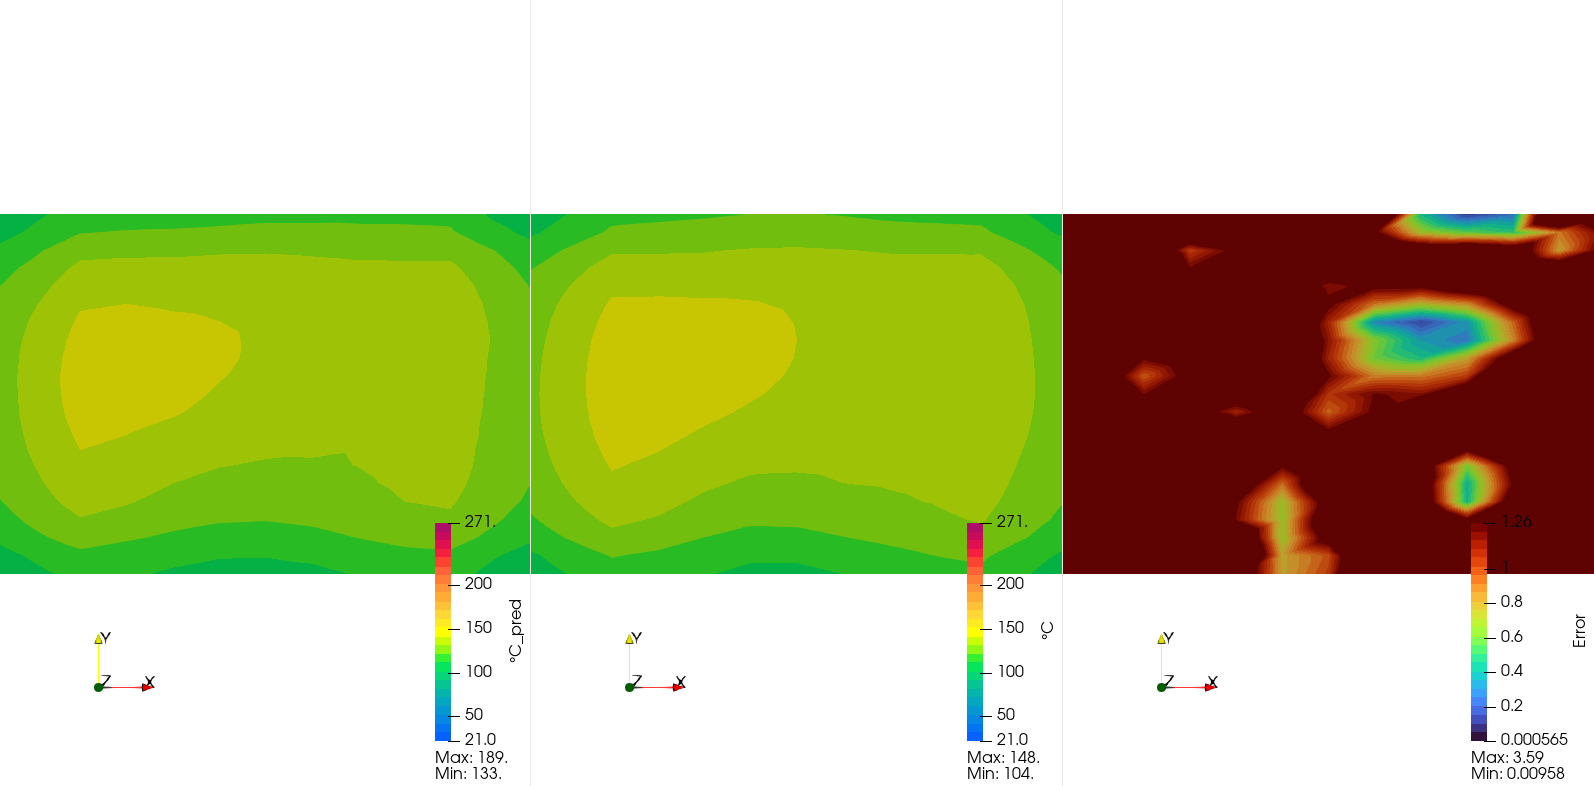 271.
200
150
100
50
21.0
°C_pred
Max: 189.
Min: 133.
Y
Z
X
271.
200
150
100
50
21.0
°C
Max: 148.
Min: 104.
Y
Z
X
1.26
1
0.8
0.6
0.4
0.2
0.000565
Error
Max: 3.59
Min: 0.00958
Y
Z
X